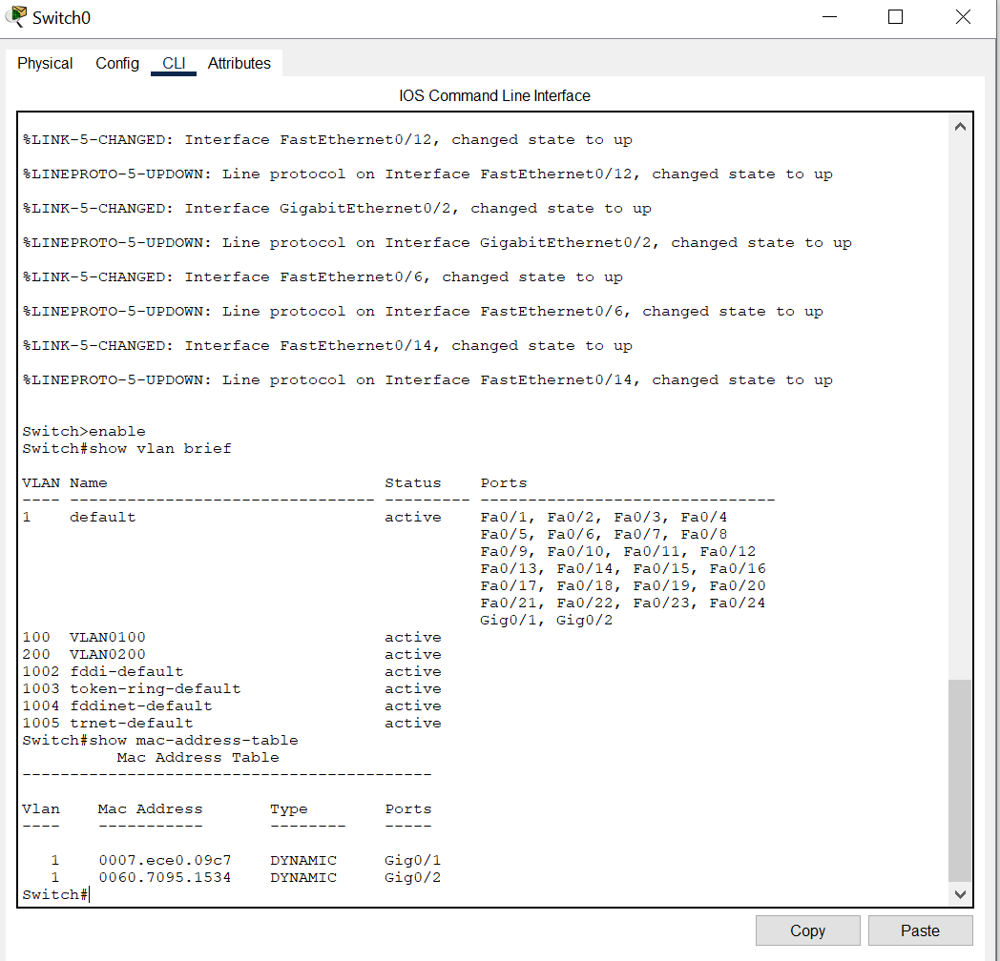 Switch0
Physical Config CLI Attributes
IOS Command Line Interface
%LINK-5-CHANGED: Interface FastEthernet0/12, changed state to up
%LINEPROTO-5-UPDOWN: Line protocol on Interface FastEthernet0/12, changed state to up
%LINK-5-CHANGED: Interface GigabitEthernet0/2, changed state to up
%LINEPROTO-5-UPDOWN: Line protocol on Interface GigabitEthernet0/2, changed state to up
%LINK-5-CHANGED: Interface FastEthernet0/6, changed state to up
%LINEPROTO-5-UPDOWN: Line protocol on Interface FastEthernet0/6, changed state to up
%LINK-5-CHANGED: Interface FastEthernet0/14, changed state to up
%LINEPROTO-5-UPDOWN: Line protocol on Interface FastEthernet0/14, changed state to up
Switch>enable
Switch#show vlan brief
VLAN Name                             Status    Ports
---- -------------------------------- --------- -------------------------------
1    default                          active    Fa0/1, Fa0/2, Fa0/3, Fa0/4
                                                Fa0/5, Fa0/6, Fa0/7, Fa0/8
                                                Fa0/9, Fa0/10, Fa0/11, Fa0/12
                                                Fa0/13, Fa0/14, Fa0/15, Fa0/16
                                                Fa0/17, Fa0/18, Fa0/19, Fa0/20
                                                Fa0/21, Fa0/22, Fa0/23, Fa0/24
                                                Gig0/1, Gig0/2
100  VLAN0100                         active
200  VLAN0200                         active
1002 fddi-default                     active
1003 token-ring-default               active
1004 fddinet-default                  active
1005 trnet-default                    active
Switch#show mac-address-table
          Mac Address Table
-------------------------------------------
Vlan    Mac Address       Type        Ports
----    -----------       --------    -----
   1    0007.ece0.09c7    DYNAMIC     Gig0/1
   1    0060.7095.1534    DYNAMIC     Gig0/2
Switch#
Copy Paste